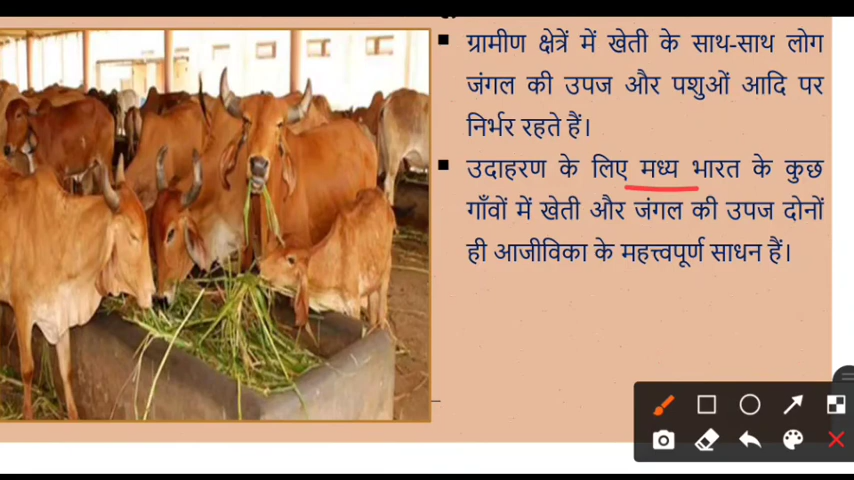 ग्रामीण क्षेत्रें में खेती के साथ-साथ लोग
जंगल की उपज और पशुओं आदि पर
निर्भर रहते हैं।
उदाहरण के लिए मध्य भारत के कुछ
गाँवों में खेती और जंगल की उपज दोनों
ही आजीविका के महत्त्वपूर्ण साधन हैं।